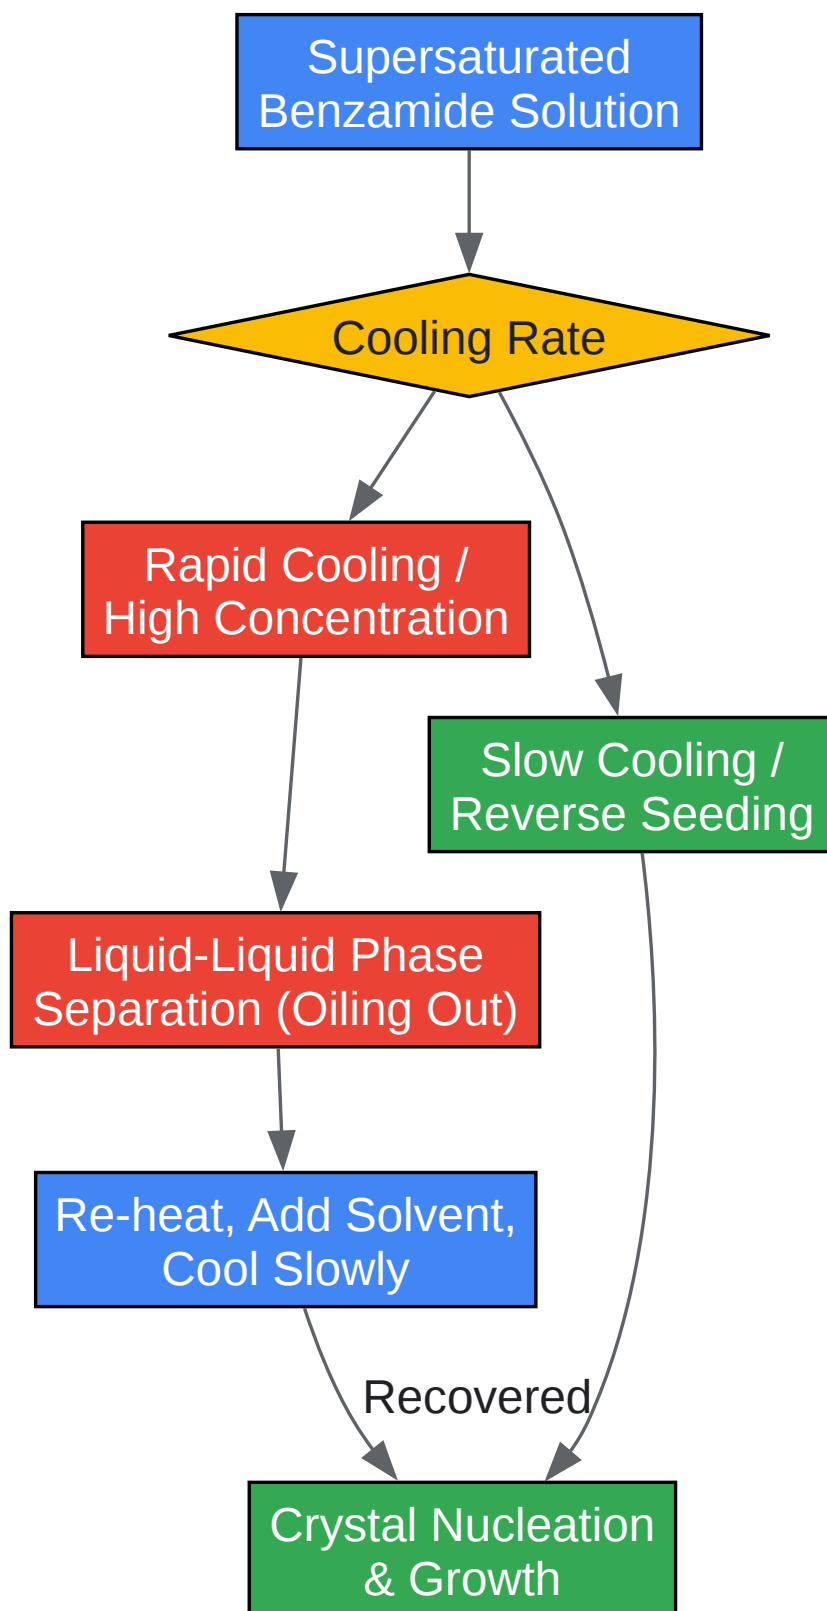 Supersaturated
Benzamide Solution
Cooling Rate
Rapid Cooling /
High Concentration
Slow Cooling /
Reverse Seeding
Liquid-Liquid Phase
Separation (Oiling Out)
Re-heat, Add Solvent,
Cool Slowly
Recovered
Crystal Nucleation
& Growth